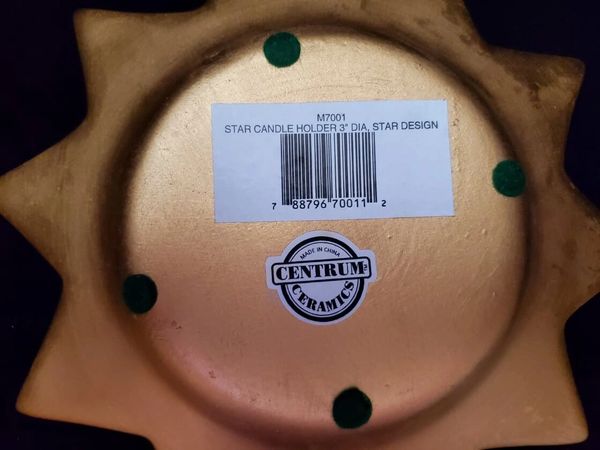 M7001
STAR CANDLE HOLDER 3" DIA, STAR DESIGN
7 88796 70011 2
MADE IN CHINA
CENTRUM
CERAMICS